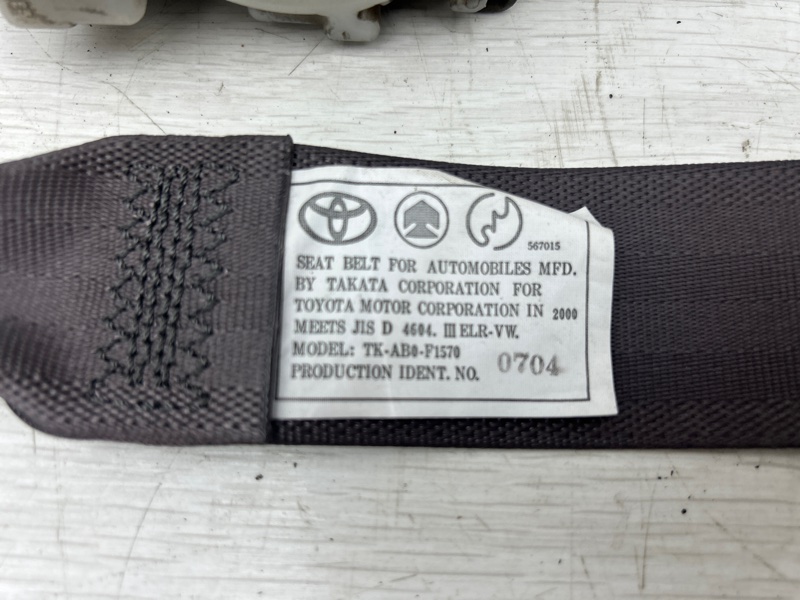 567015
SEAT BELT FOR AUTOMOBILES MFD.
BY TAKATA CORPORATION FOR
TOYOTA MOTOR CORPORATION IN 2000
MEETS JIS D 4604. III ELR-VW.
MODEL: TK-AB0-F1570
PRODUCTION IDENT. NO. 0704